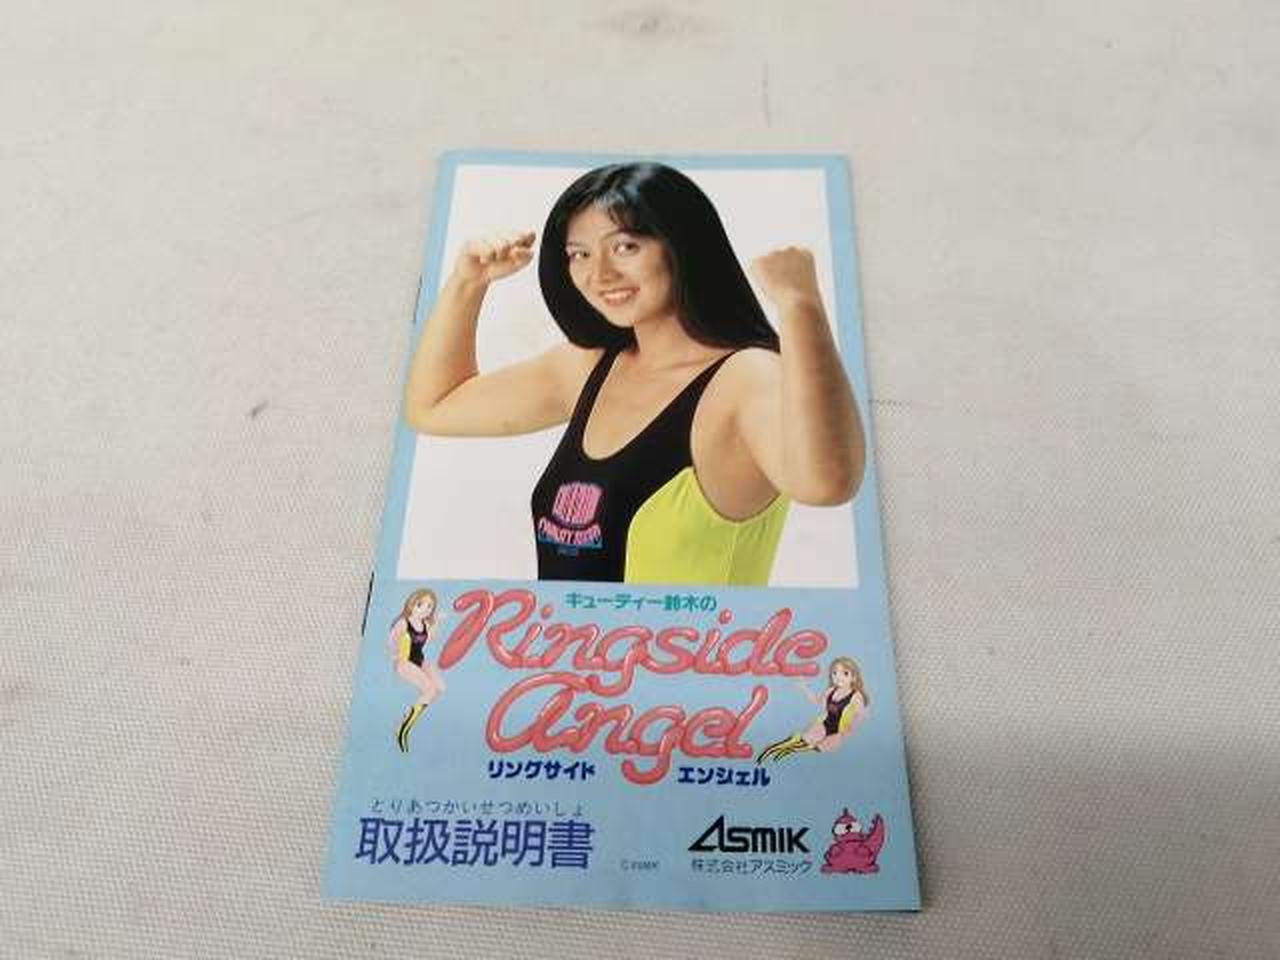 キューティー鈴木の
Ringside
Angel
リングサイド エンジェル
とりあつかいせつめいしょ
取扱説明書
ASMIK
株式会社アスミック